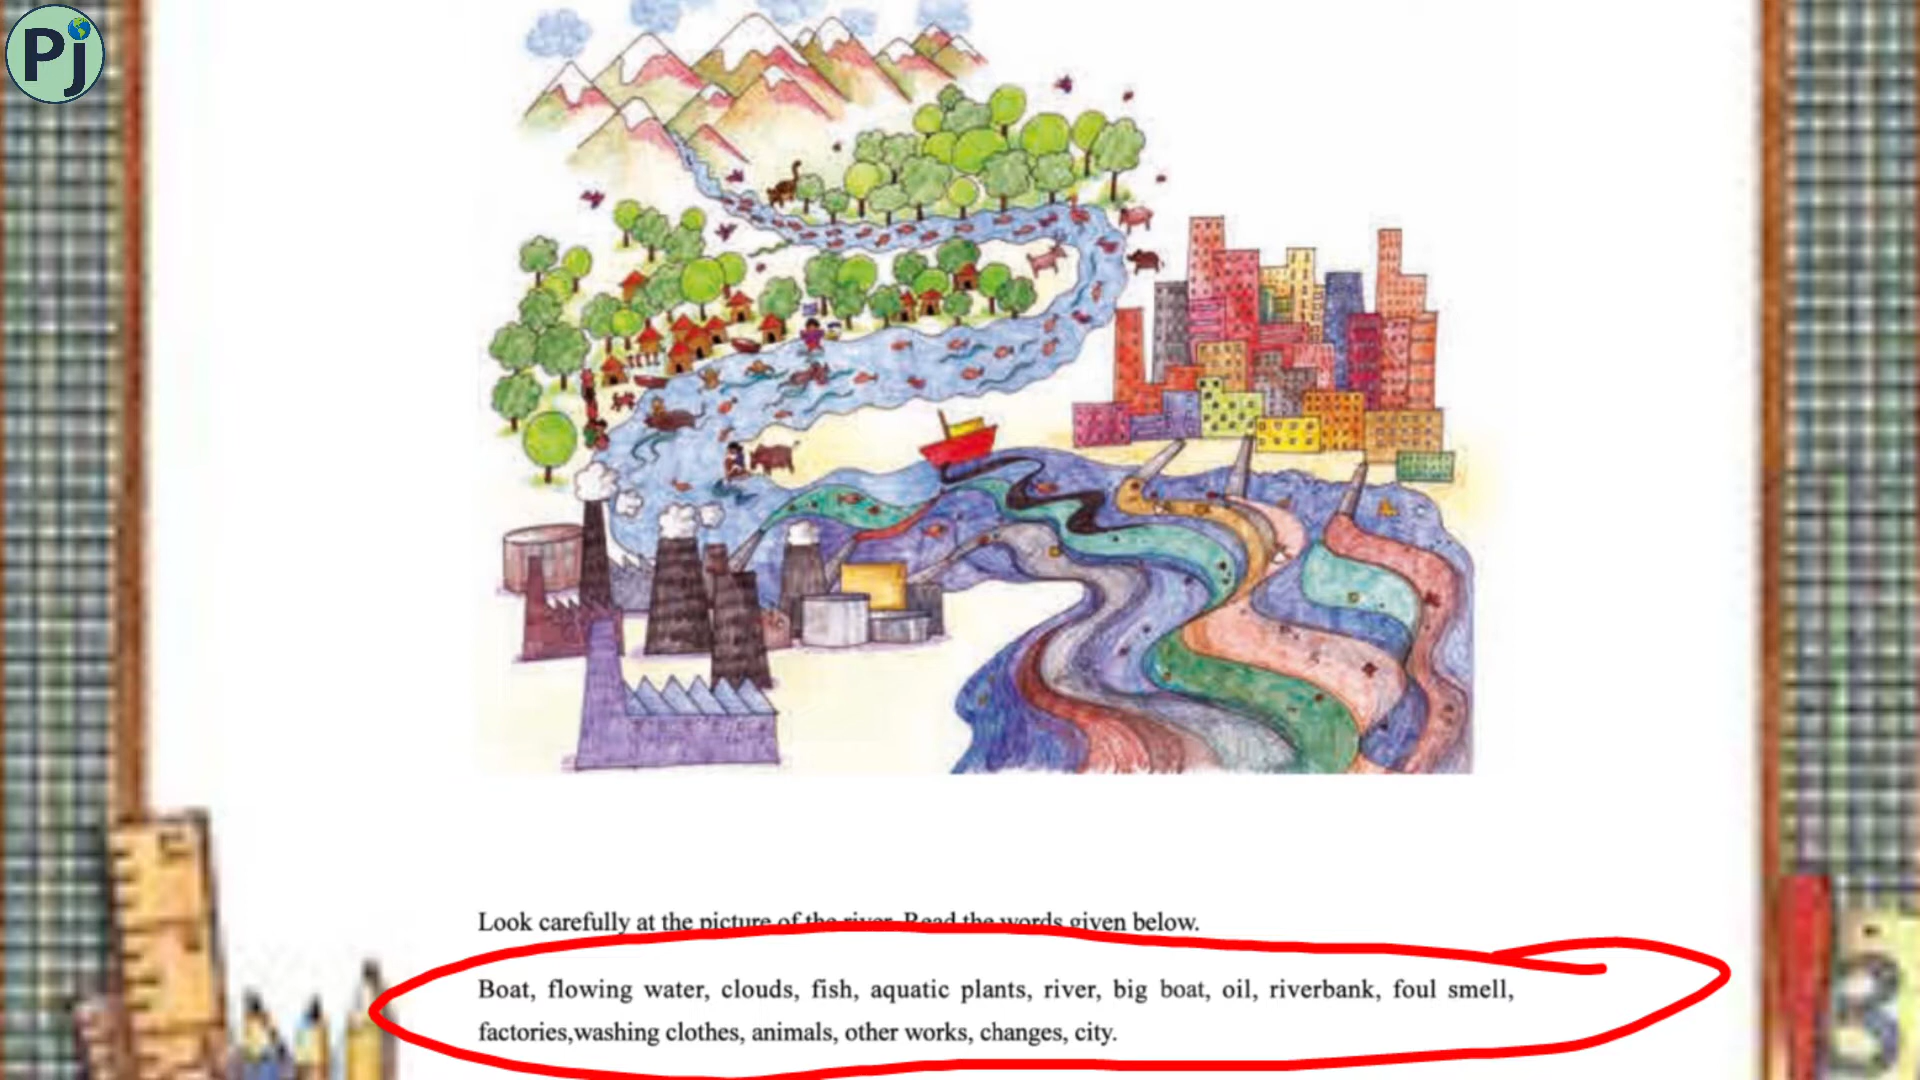 Pj
Look carefully at the picture of the river. Read the words given below.
Boat, flowing water, clouds, fish, aquatic plants, river, big boat, oil, riverbank, foul smell,
factories,washing clothes, animals, other works, changes, city.
3